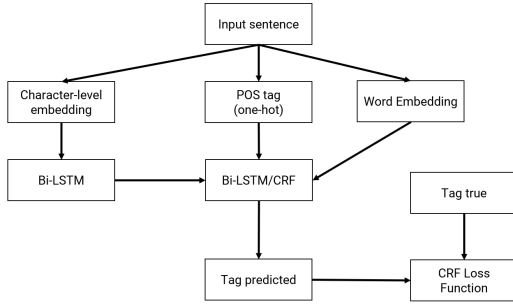 Input sentence
Character-level
embedding
POS tag
(one-hot)
Word Embedding
Bi-LSTM
Bi-LSTM/CRF
Tag true
Tag predicted
CRF Loss
Function